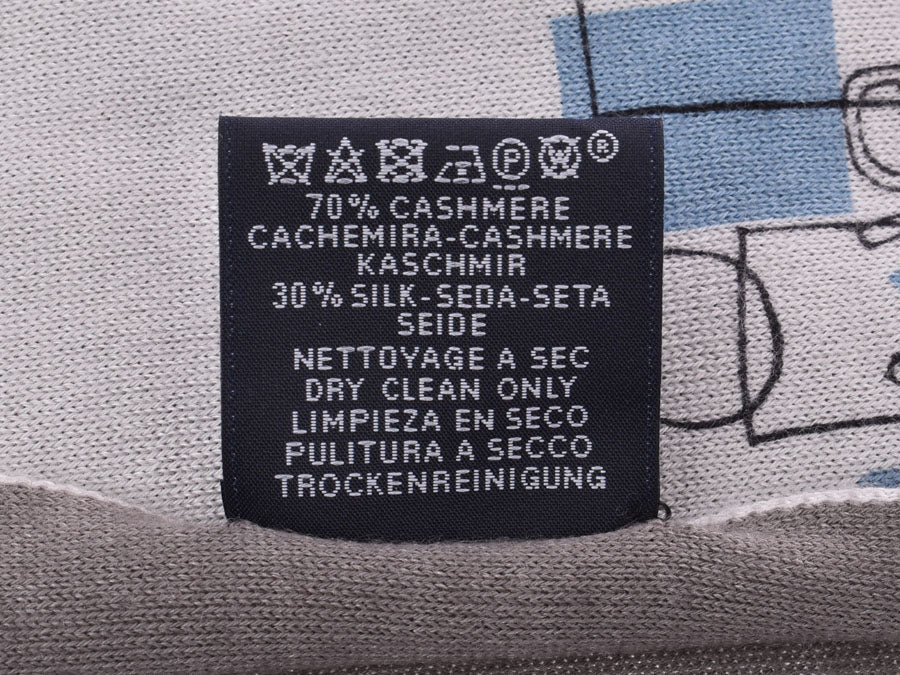 P W ®
70% CASHMERE
CACHEMIRA-CASHMERE
KASCHMIR
30% SILK-SEDA-SETA
SEIDE
NETTOYAGE A SEC
DRY CLEAN ONLY
LIMPIEZA EN SECO
PULITURA A SECCO
TROCKENREINIGUNG